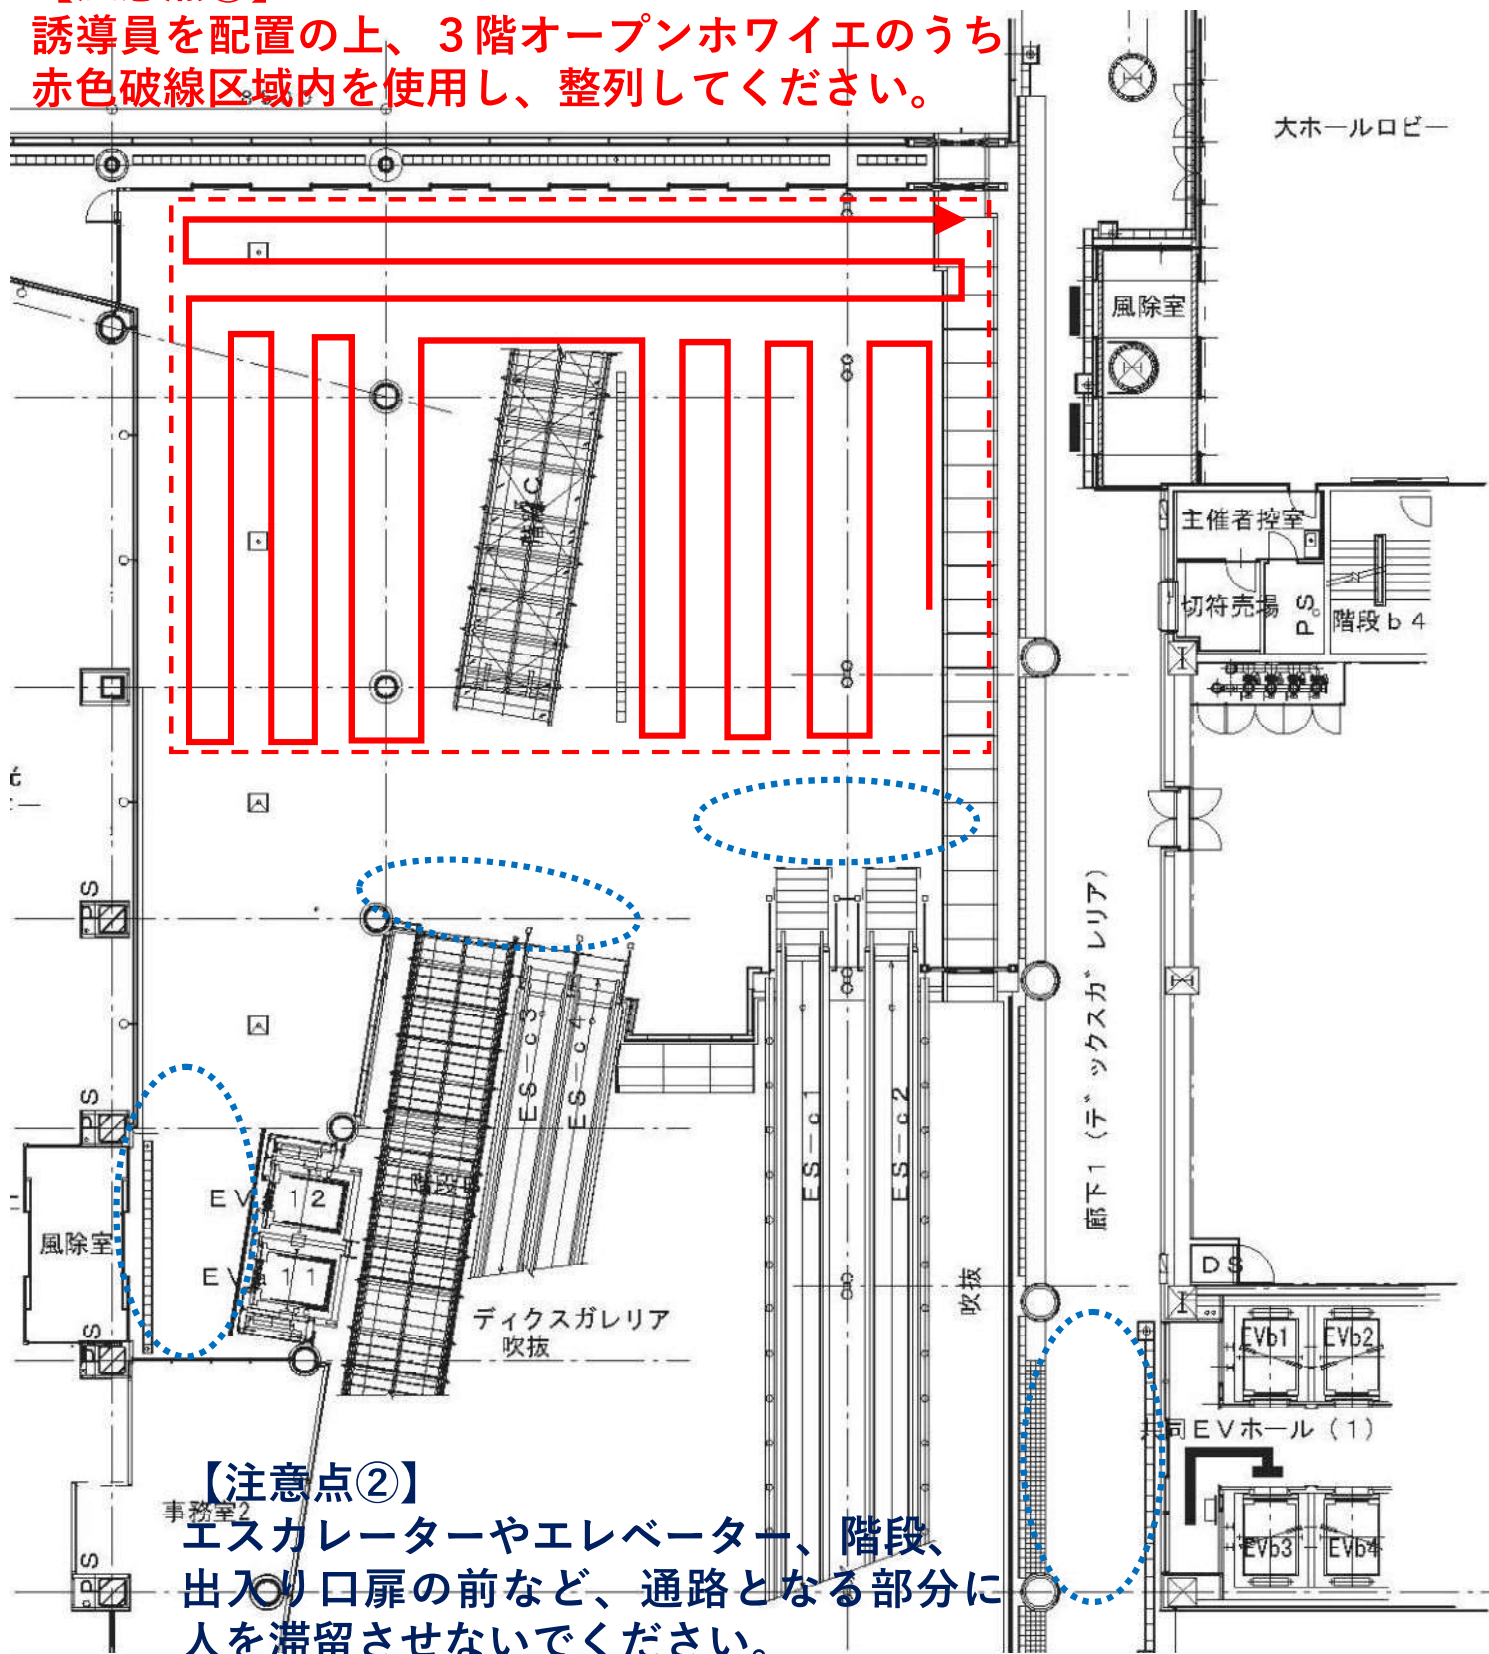 誘導員を配置の上、３階オープンホワイエのうち
赤色破線区域内を使用し、整列してください。
大ホールロビー
風除室
主催者控室
切符売場
PS
階段ｂ４
階段C
S
S
S
PS
ES-c3
ES-c4
ES-c1
ES-c2
廊下１（デックスガレリア）
EV
12
EV
11
風除室
ディクスガレリア
吹抜
吹抜
DS
EVb1
EVb2
共同EVホール（1）
EVb3
EVb4
事務室2
【注意点②】
エスカレーターやエレベーター、階段、
出入り口扉の前など、通路となる部分に
人を滞留させないでください。